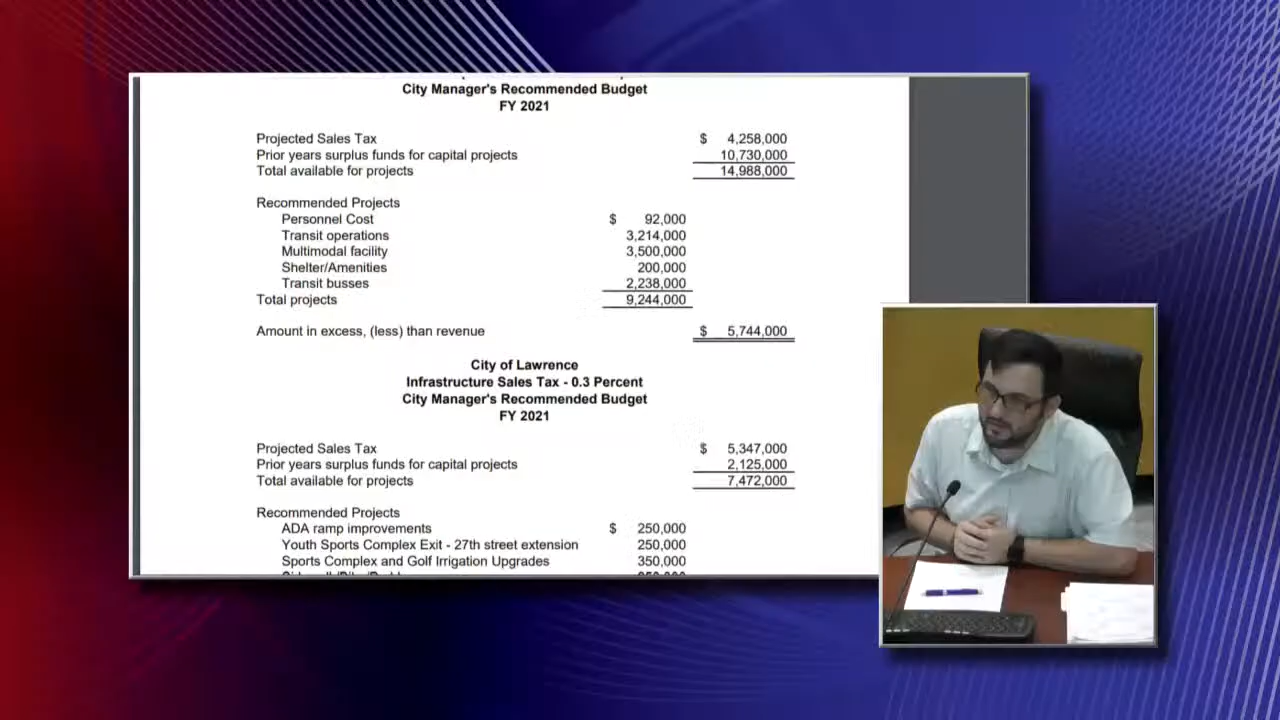 City Manager's Recommended Budget
FY 2021
Projected Sales Tax $ 4,258,000
Prior years surplus funds for capital projects 10,730,000
Total available for projects 14,988,000
Recommended Projects
Personnel Cost $ 92,000
Transit operations 3,214,000
Multimodal facility 3,500,000
Shelter/Amenities 200,000
Transit busses 2,238,000
Total projects 9,244,000
Amount in excess, (less) than revenue $ 5,744,000
City of Lawrence
Infrastructure Sales Tax - 0.3 Percent
City Manager's Recommended Budget
FY 2021
Projected Sales Tax $ 5,347,000
Prior years surplus funds for capital projects 2,125,000
Total available for projects 7,472,000
Recommended Projects
ADA ramp improvements $ 250,000
Youth Sports Complex Exit - 27th street extension 250,000
Sports Complex and Golf Irrigation Upgrades 350,000